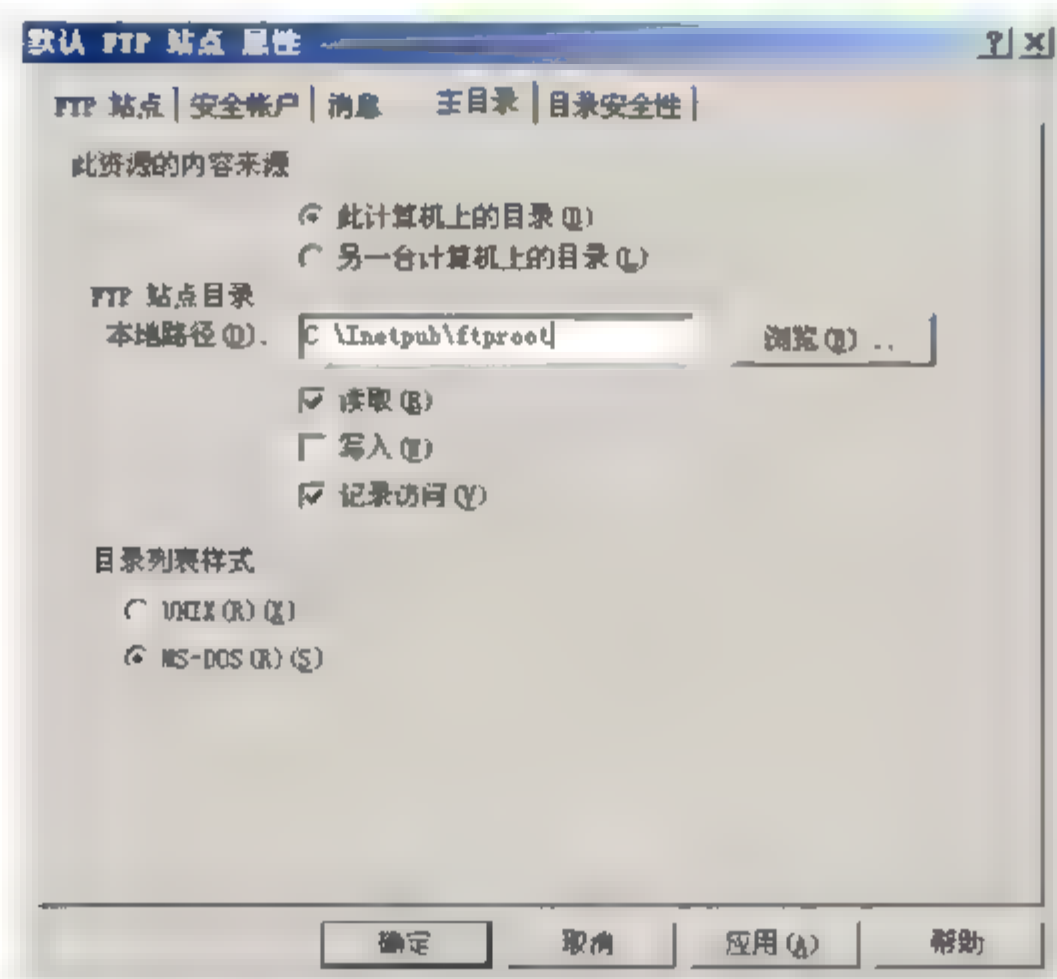 默认 FTP 站点 属性
FTP 站点 安全帐户 消息 主目录 目录安全性
此资源的内容来源
此计算机上的目录(D)
另一台计算机上的目录(L)
FTP 站点目录
本地路径(O).
C \Inetpub\ftproot
浏览(R) ..
读取(R)
写入(W)
记录访问(V)
目录列表样式
UNIX(R)(X)
MS-DOS(R)(S)
确定 取消 应用(A) 帮助